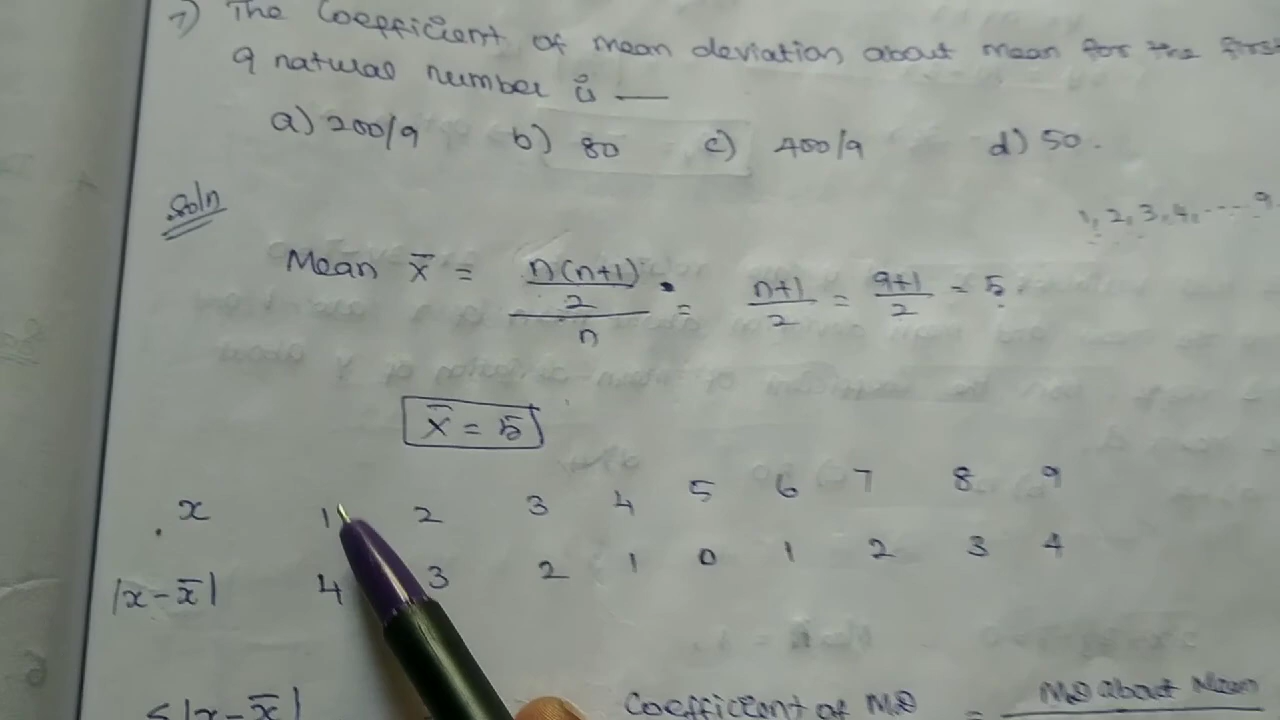 7) The Coefficient of mean deviation about mean for the first
9 natural number is —
a) 200/9 b) 80 c) 400/9 d) 50.
Soln
1, 2, 3, 4, .... 9
Mean x̄ = (n(n+1)/2)/n = n+1/2 = 9+1/2 = 5
x̄ = 5
x 1 2 3 4 5 6 7 8 9
|x-x̄| 4 3 2 1 0 1 2 3 4
Σ|x-x̄| Coefficient of MD = MD about Mean